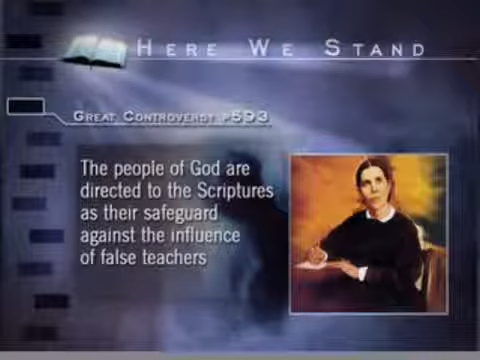 HERE WE STAND
GREAT CONTROVERSY P593
The people of God are
directed to the Scriptures
as their safeguard
against the influence
of false teachers